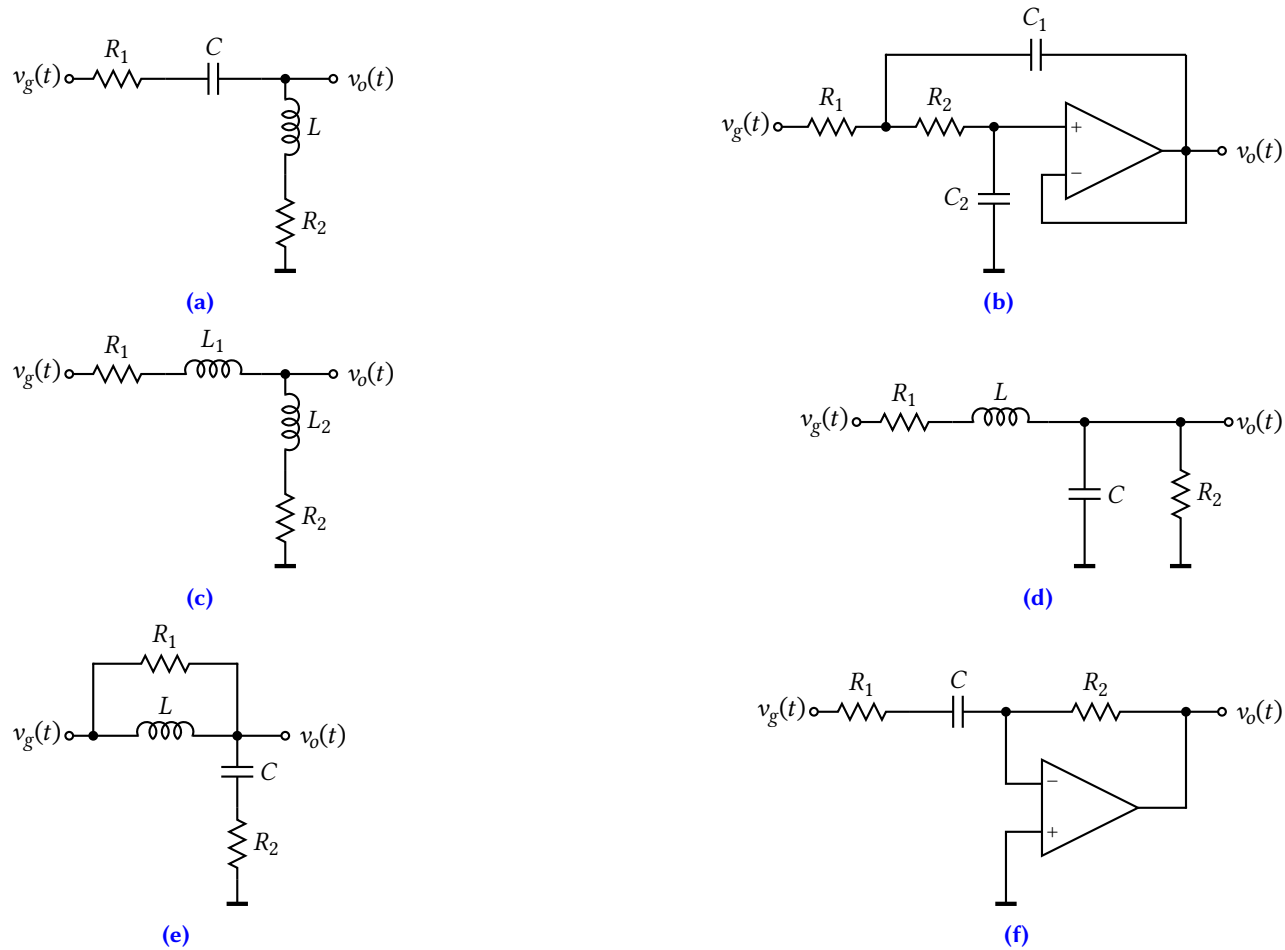 R1 C
vg(t) vo(t)
L
R2
(a)
C1
R1 R2
vg(t) + vo(t)
−
C2
(b)
R1 L1
vg(t) vo(t)
L2
R2
(c)
R1 L
vg(t) vo(t)
C R2
(d)
R1
L
vg(t) vo(t)
C
R2
(e)
R1 C R2
vg(t) vo(t)
−
+
(f)